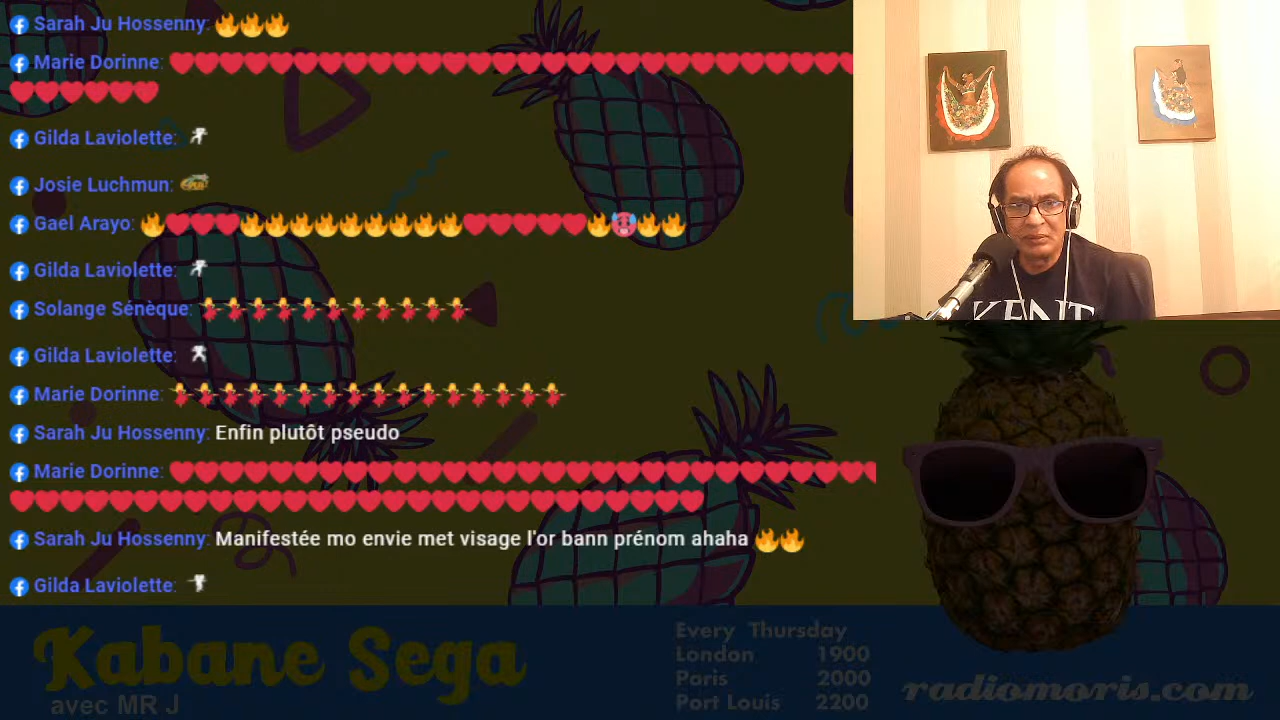 Sarah Ju Hossenny: 🔥🔥🔥
Marie Dorinne:
Gilda Laviolette:
Josie Luchmun:
Gael Arayo:
Gilda Laviolette:
Solange Sénèque:
Gilda Laviolette:
Marie Dorinne:
Sarah Ju Hossenny: Enfin plutôt pseudo
Marie Dorinne:
Sarah Ju Hossenny: Manifestée mo envie met visage l'or bann prénom ahaha 🔥🔥
Gilda Laviolette:
KENT
Kabane Sega
avec MR J
Every Thursday
London 1900
Paris 2000
Port Louis 2200
radiomoris.com